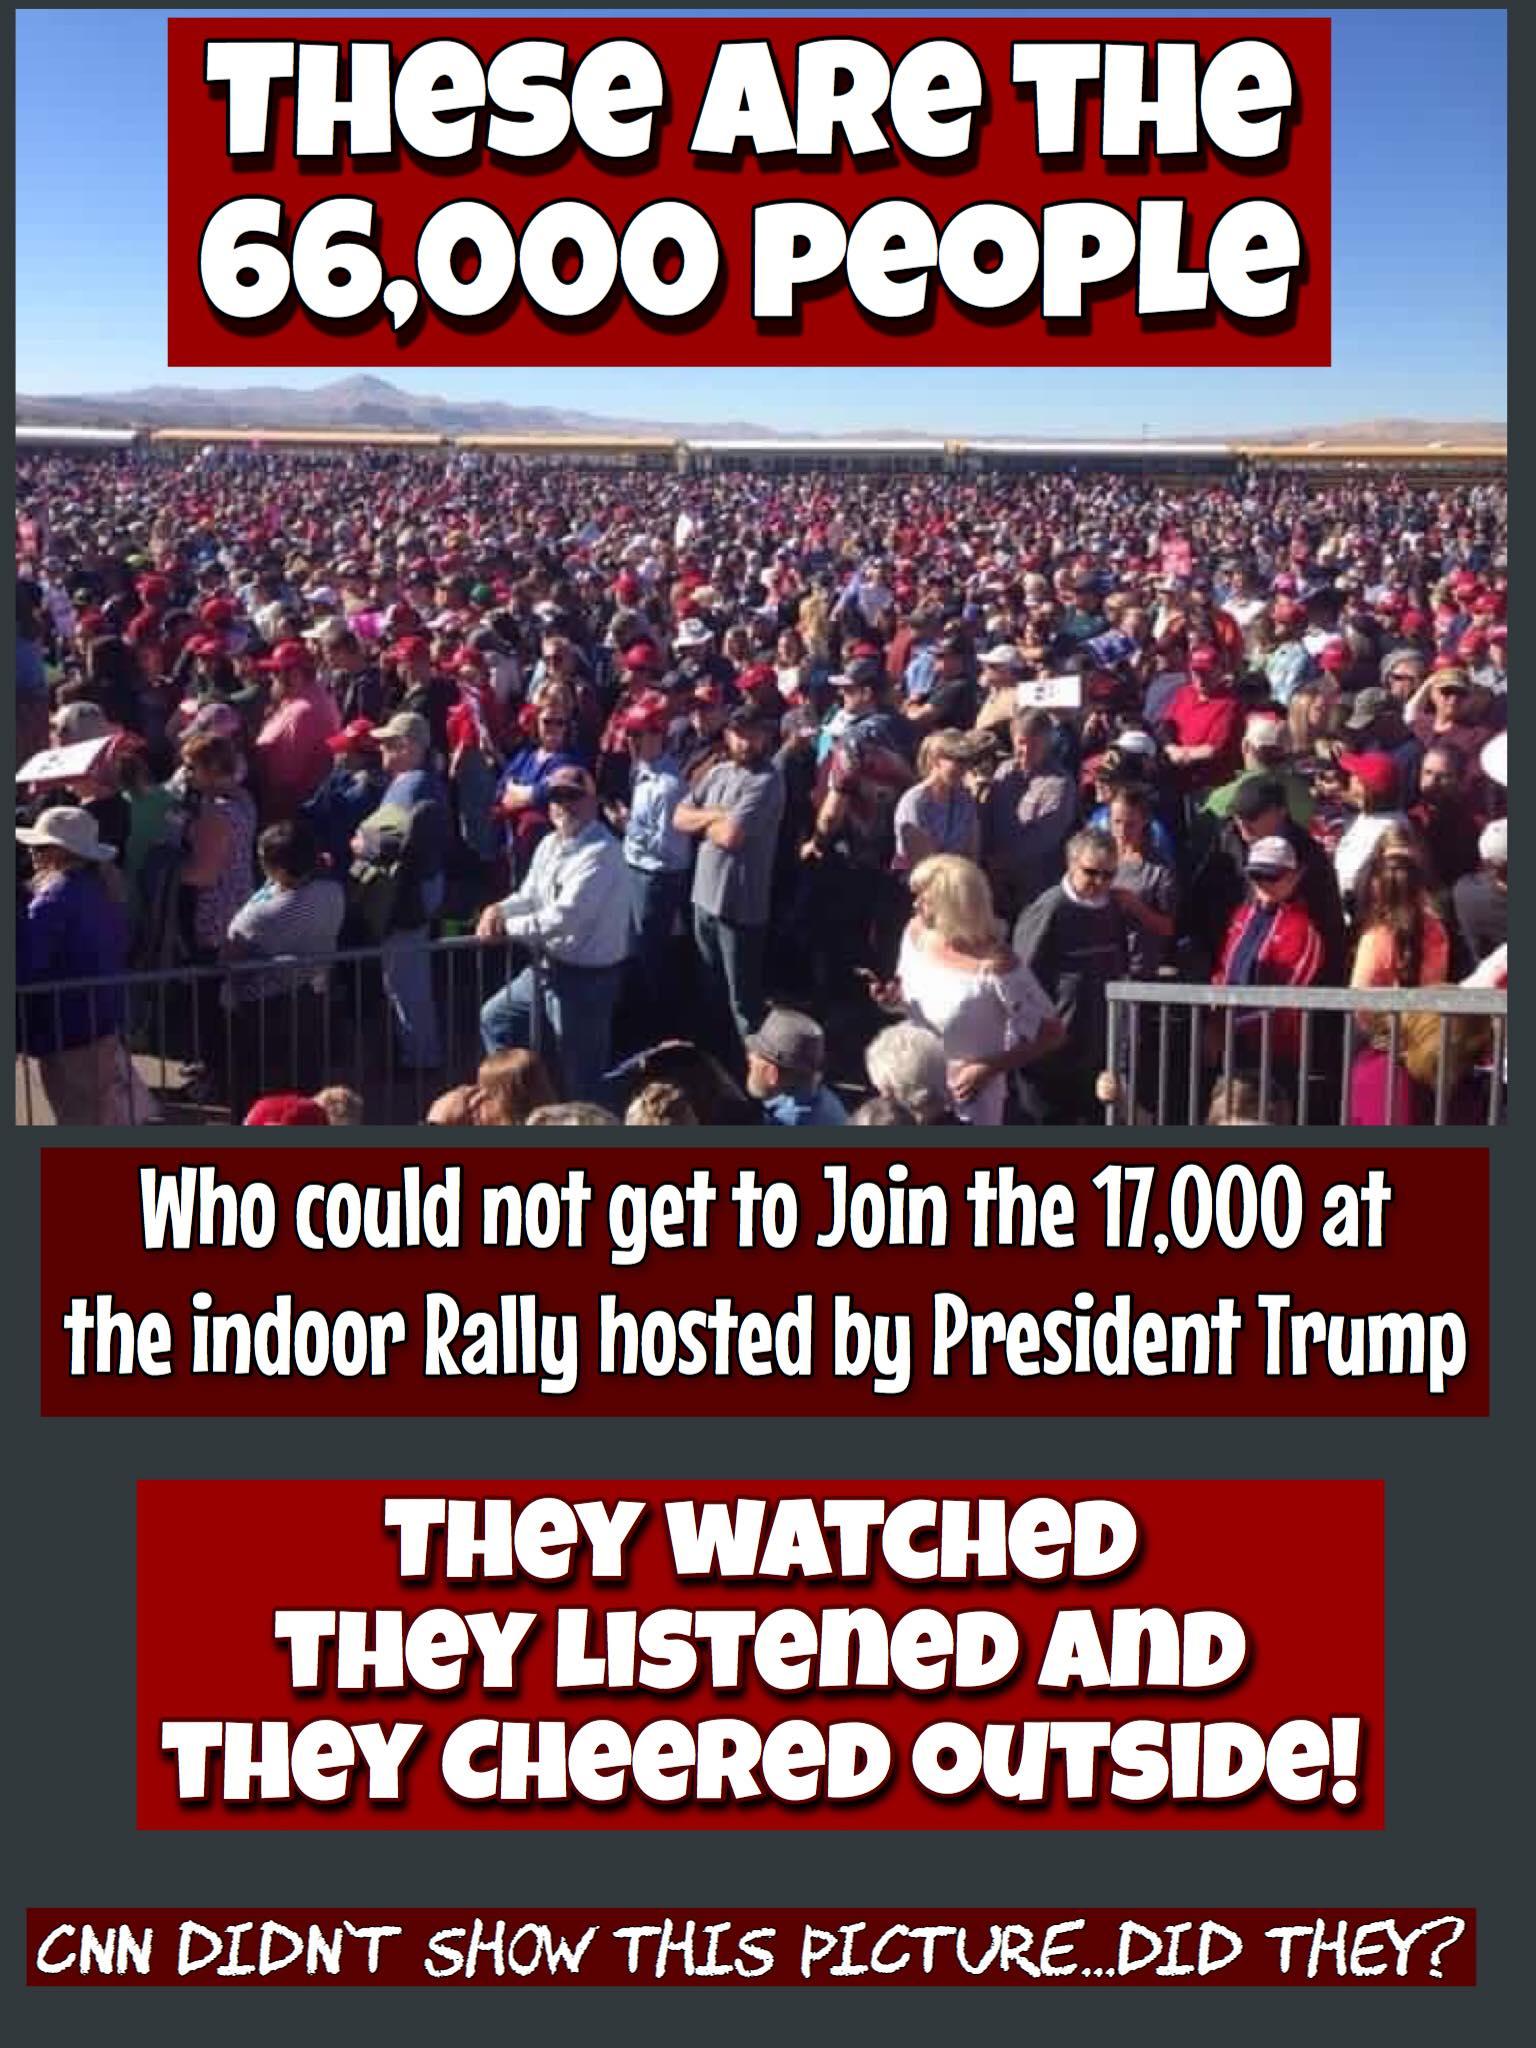 THESE ARE THE
66,000 PEOPLE
Who could not get to Join the 17,000 at
the indoor Rally hosted by President Trump
THEY WATCHED
THEY LISTENED AND
THEY CHEERED OUTSIDE!
CNN DIDN'T SHOW THIS PICTURE...DID THEY?